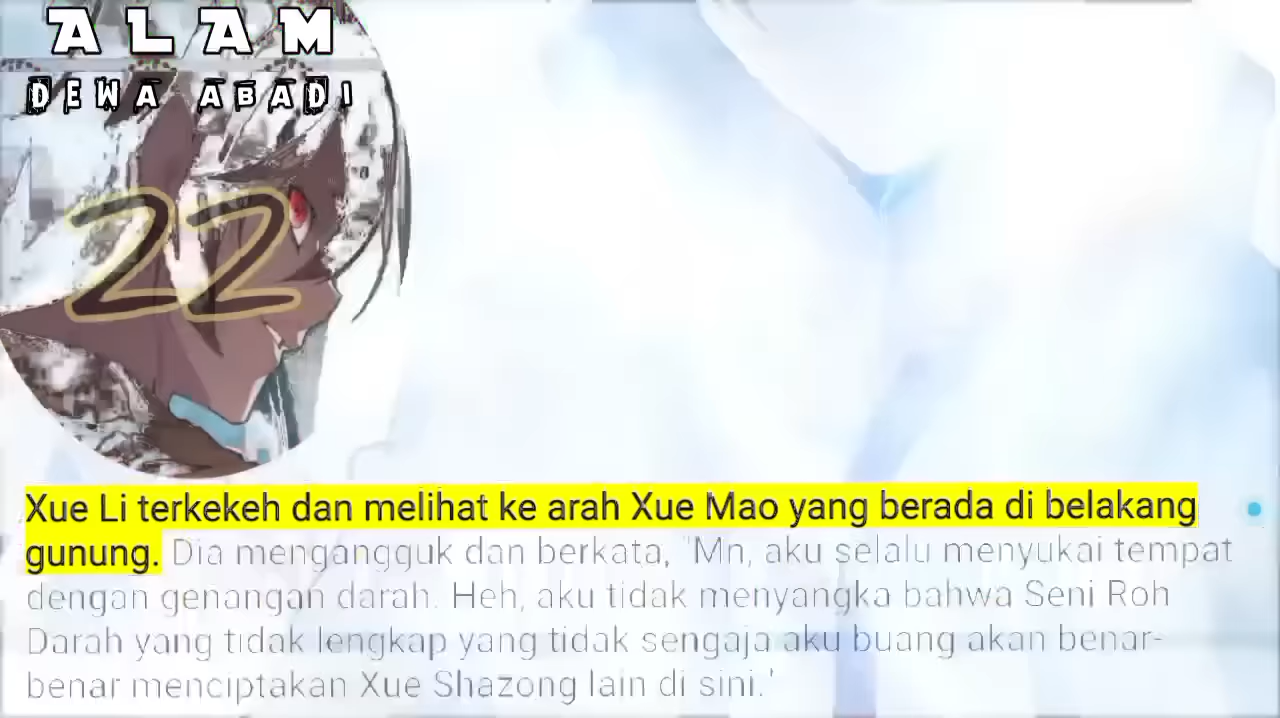 ALAM
DEWA ABADI
22
Xue Li terkekeh dan melihat ke arah Xue Mao yang berada di belakang
gunung. Dia mengangguk dan berkata, "Mn, aku selalu menyukai tempat
dengan genangan darah. Heh, aku tidak menyangka bahwa Seni Roh
Darah yang tidak lengkap yang tidak sengaja aku buang akan benar-
benar menciptakan Xue Shazong lain di sini.'